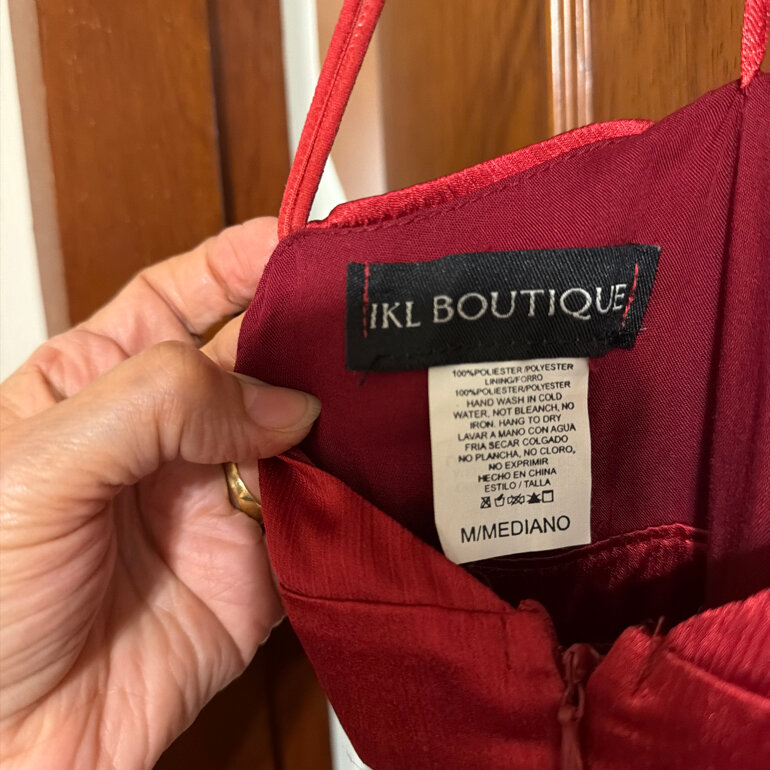 IKL BOUTIQUE
100%POLIESTER /POLYESTER
LINING/FORRO
100%POLIESTER/POLYESTER
HAND WASH IN COLD
WATER, NOT BLEANCH, NO
IRON. HANG TO DRY
LAVAR A MANO CON AGUA
FRIA SECAR COLGADO
NO PLANCHA, NO CLORO,
NO EXPRIMIR
HECHO EN CHINA
ESTILO / TALLA
M/MEDIANO